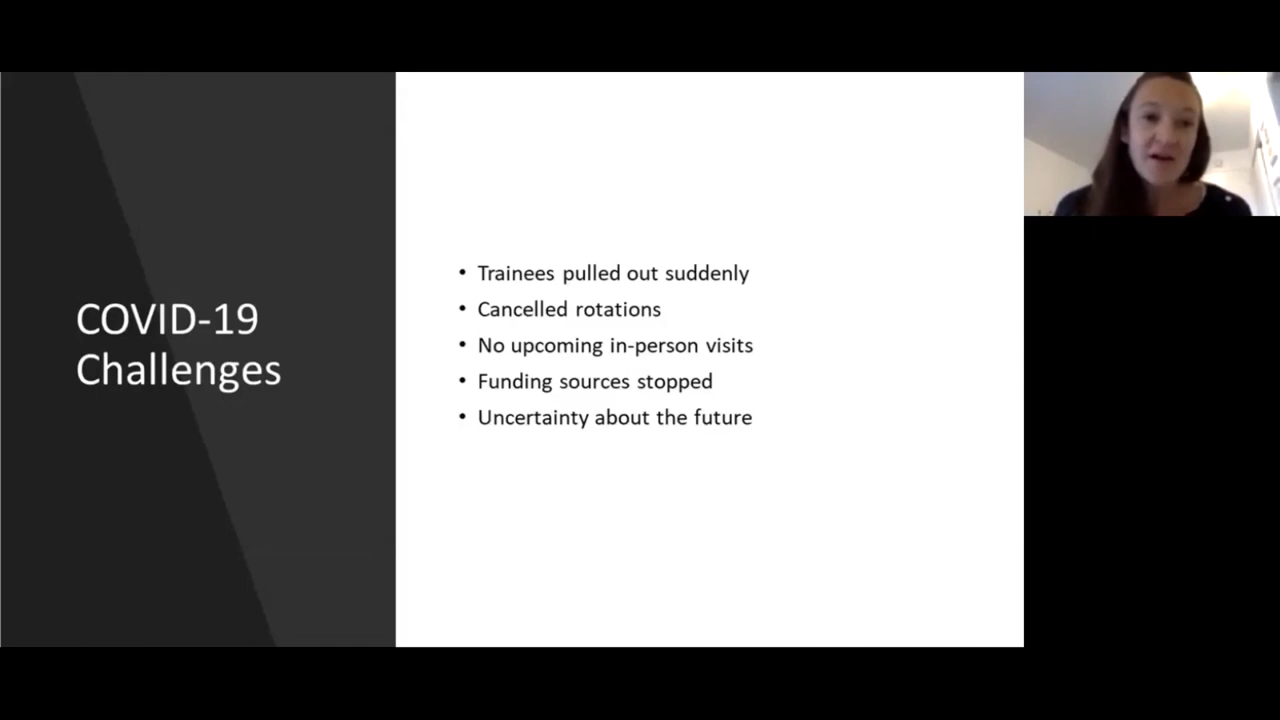 COVID-19
Challenges
• Trainees pulled out suddenly
• Cancelled rotations
• No upcoming in-person visits
• Funding sources stopped
• Uncertainty about the future